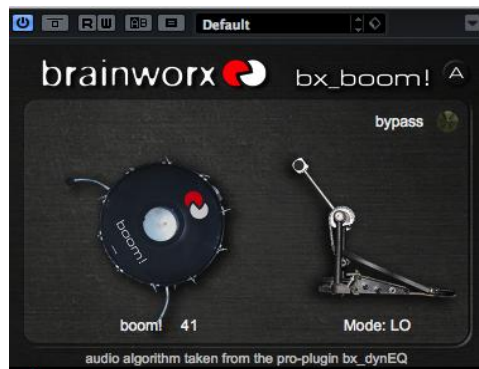 R W AB Default
brainworx bx_boom! A
bypass
boom!
boom! 41 Mode: LO
audio algorithm taken from the pro-plugin bx_dynEQ